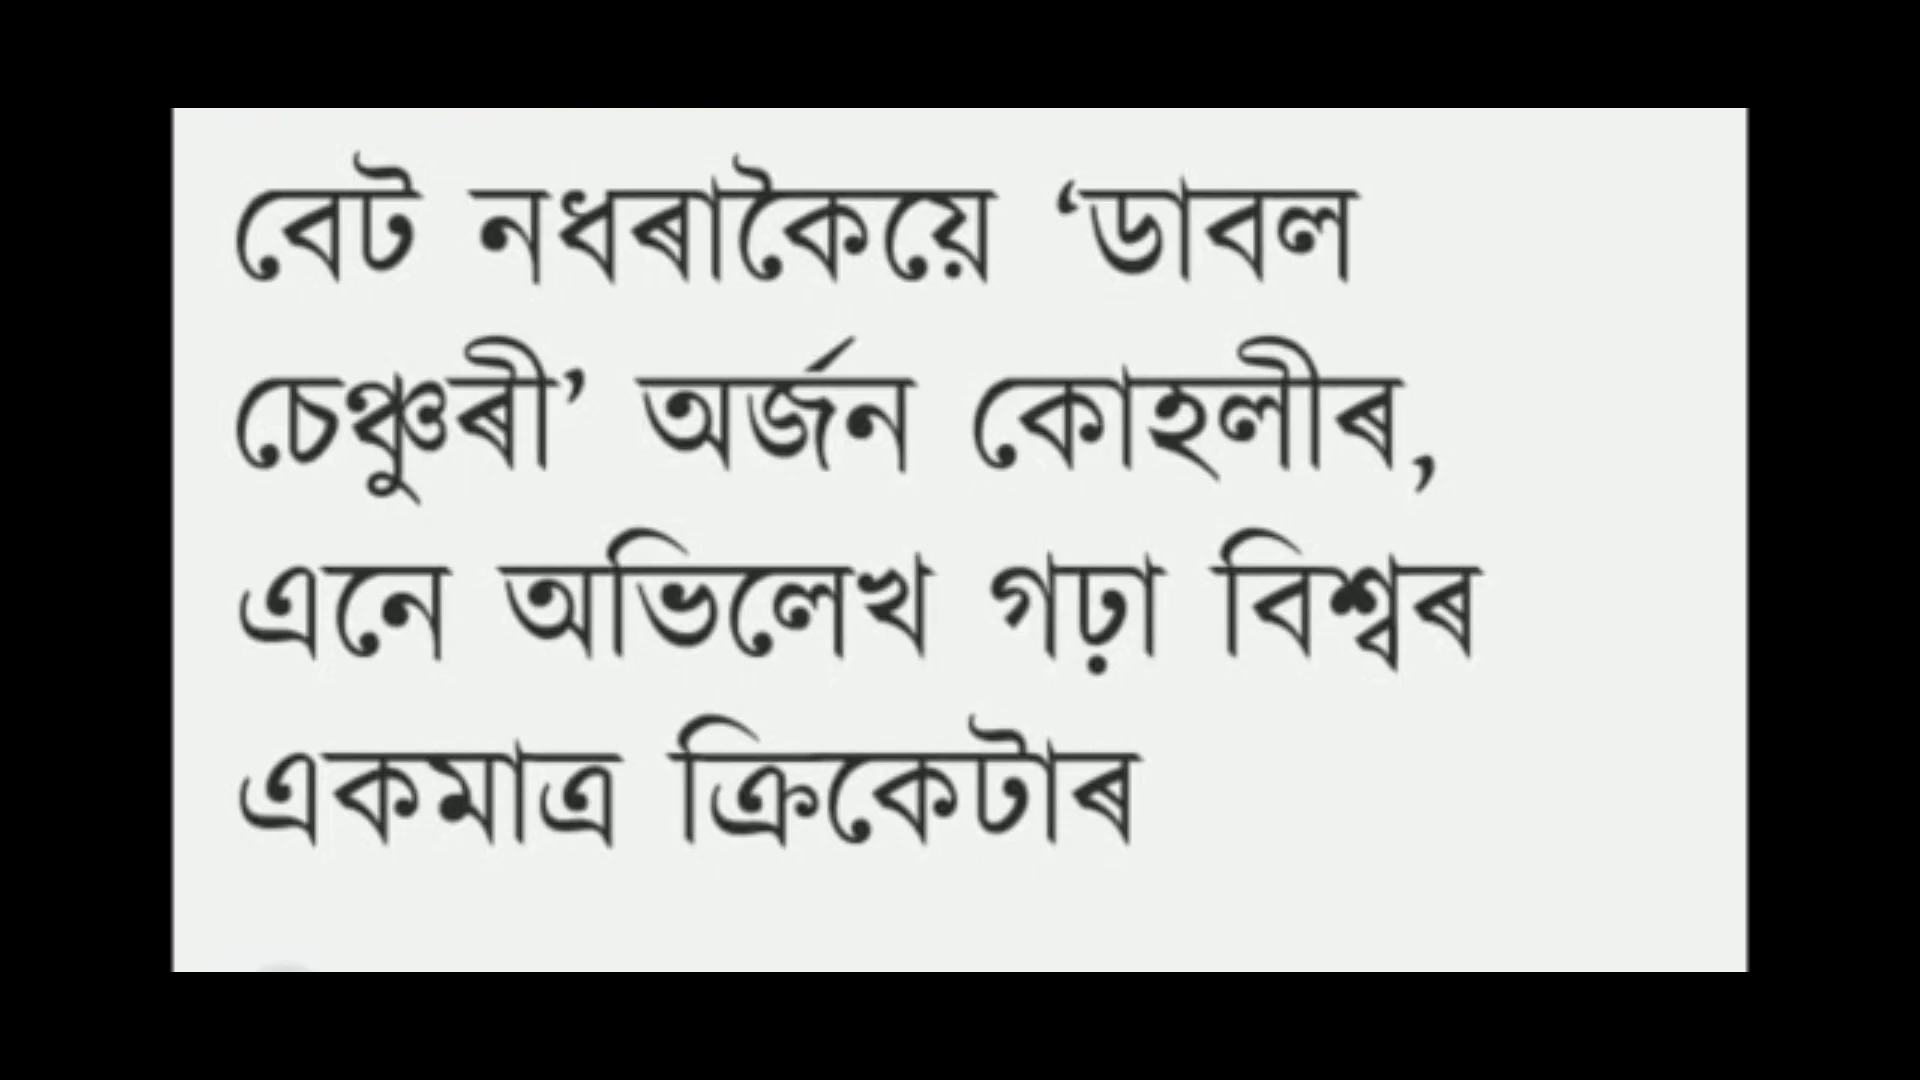 বেট নধৰাকৈয়ে ‘ডাবল
চেঞ্চুৰী’ অৰ্জন কোহলীৰ,
এনে অভিলেখ গঢ়া বিশ্বৰ
একমাত্ৰ ক্ৰিকেটাৰ